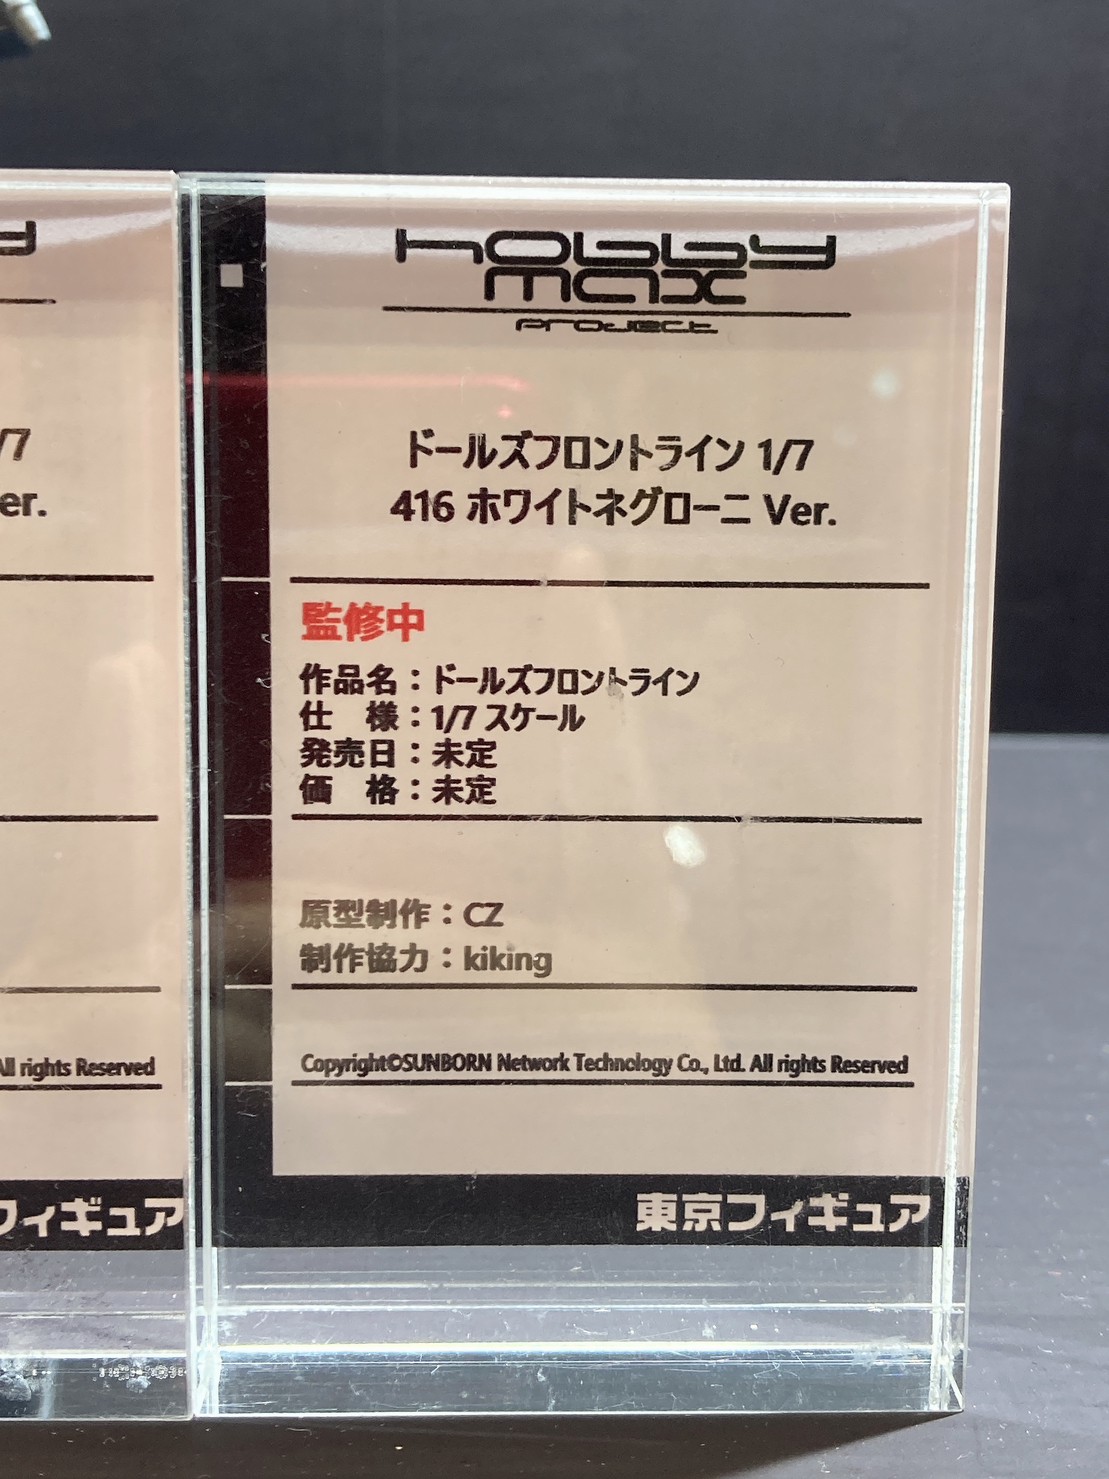 hobby
max
project
ドールズフロントライン 1/7
416 ホワイトネグローニ Ver.
監修中
作品名：ドールズフロントライン
仕　様：1/7 スケール
発売日：未定
価　格：未定
原型制作：CZ
制作協力：kiking
Copyright©SUNBORN Network Technology Co., Ltd. All rights Reserved
東京フィギュア
y
/7
er.
All rights Reserved
フィギュア